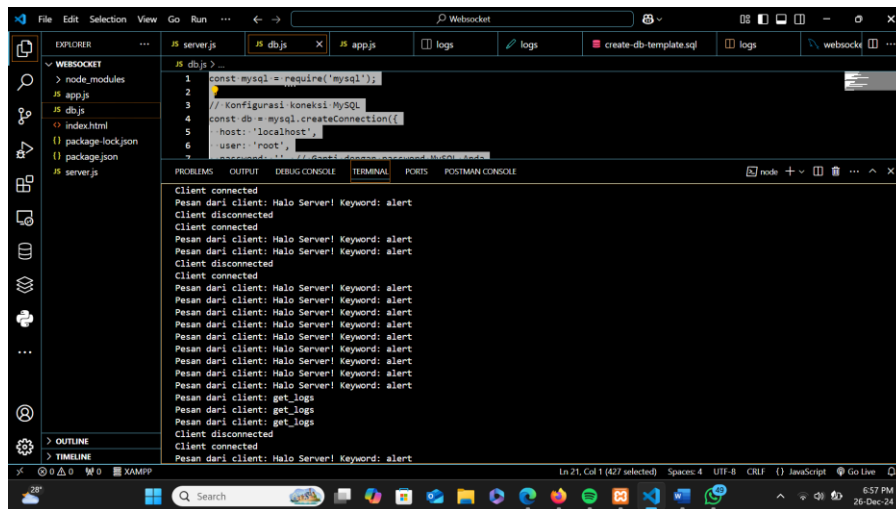 File Edit Selection View Go Run ··· Websocket
EXPLORER ··· JS server.js JS db.js × JS app.js logs logs create-db-template.sql logs
WEBSOCKET
> node_modules
JS app.js
JS db.js
<> index.html
{} package-lock.json
{} package.json
JS server.js
JS db.js > ...
1 const mysql = require('mysql');
2
3 // Konfigurasi koneksi MySQL
4 const db = mysql.createConnection({
5 host: 'localhost',
6 user: 'root',
7 password: '', // Ganti dengan password MySQL Anda
PROBLEMS OUTPUT DEBUG CONSOLE TERMINAL PORTS POSTMAN CONSOLE node
Client connected
Pesan dari client: Halo Server! Keyword: alert
Client disconnected
Client connected
Pesan dari client: Halo Server! Keyword: alert
Pesan dari client: Halo Server! Keyword: alert
Client disconnected
Client connected
Pesan dari client: Halo Server! Keyword: alert
Pesan dari client: Halo Server! Keyword: alert
Pesan dari client: Halo Server! Keyword: alert
Pesan dari client: Halo Server! Keyword: alert
Pesan dari client: Halo Server! Keyword: alert
Pesan dari client: Halo Server! Keyword: alert
Pesan dari client: Halo Server! Keyword: alert
Pesan dari client: Halo Server! Keyword: alert
Pesan dari client: get_logs
Pesan dari client: get_logs
Pesan dari client: get_logs
Client disconnected
Client connected
Pesan dari client: Halo Server! Keyword: alert
> OUTLINE
> TIMELINE
0 0 0 XAMPP Ln 21, Col 1 (427 selected) Spaces: 4 UTF-8 CRLF {} JavaScript Go Live
28° Search 49 6:57 PM
26-Dec-24